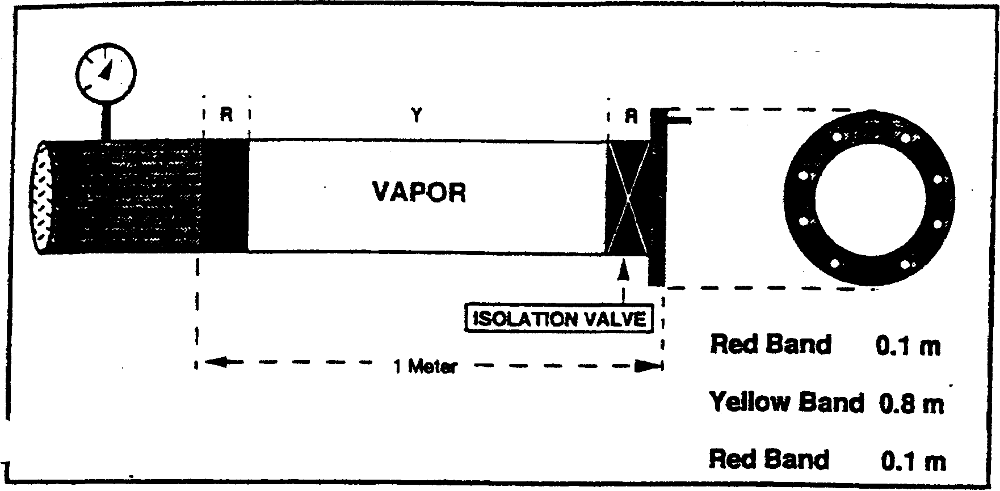 R Y R
VAPOR
ISOLATION VALVE
1 Meter
Red Band 0.1 m
Yellow Band 0.8 m
Red Band 0.1 m